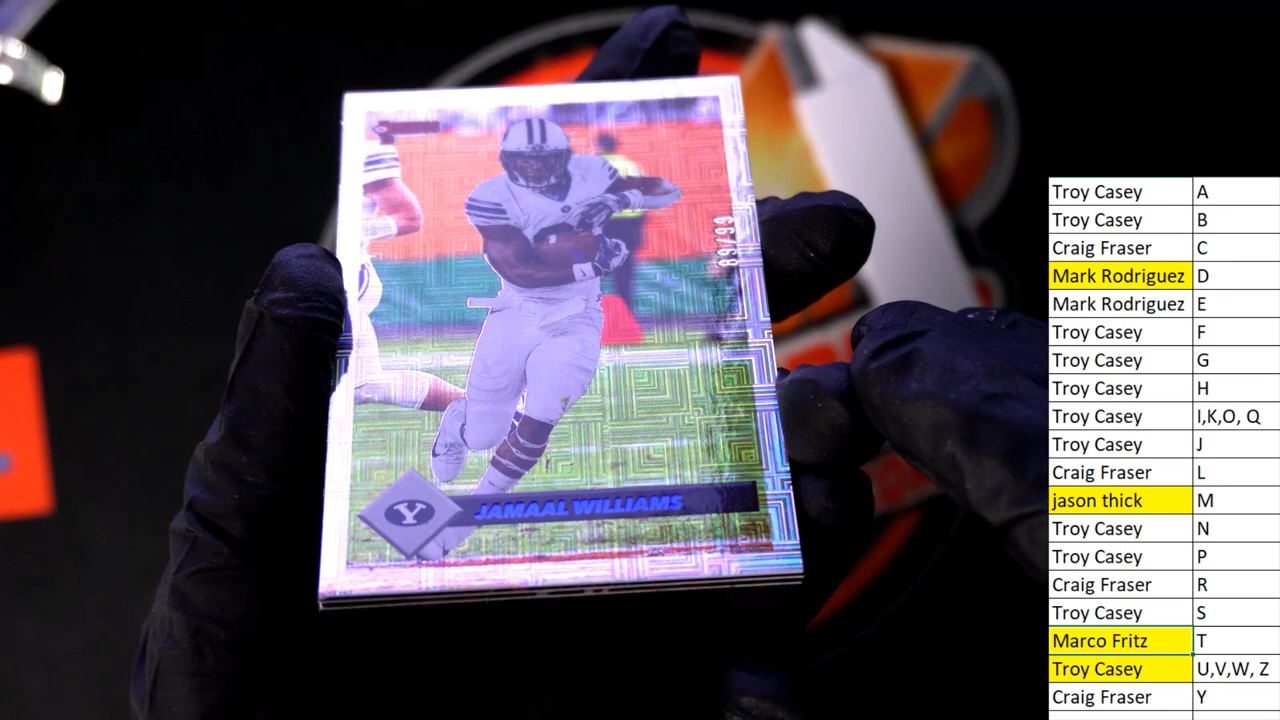 89/99
Y
JAMAAL WILLIAMS
Troy Casey A
Troy Casey B
Craig Fraser C
Mark Rodriguez D
Mark Rodriguez E
Troy Casey F
Troy Casey G
Troy Casey H
Troy Casey I,K,O, Q
Troy Casey J
Craig Fraser L
jason thick M
Troy Casey N
Troy Casey P
Craig Fraser R
Troy Casey S
Marco Fritz T
Troy Casey U,V,W, Z
Craig Fraser Y